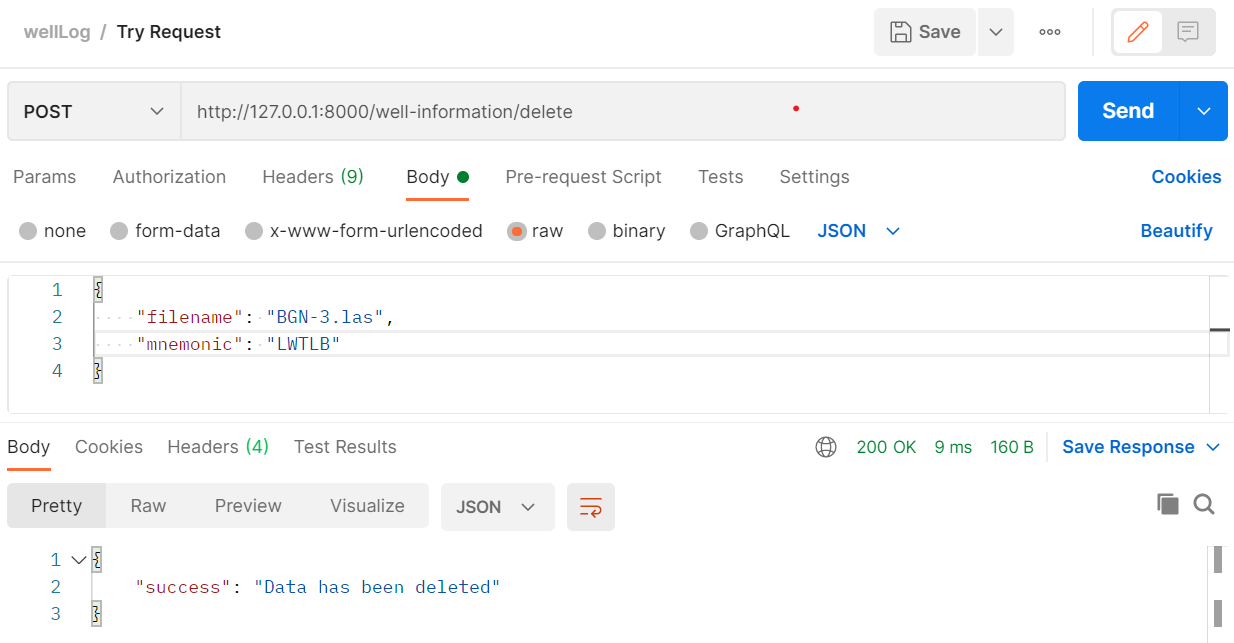 wellLog / Try Request Save ooo
POST http://127.0.0.1:8000/well-information/delete Send
Params Authorization Headers (9) Body Pre-request Script Tests Settings Cookies
none form-data x-www-form-urlencoded raw binary GraphQL JSON Beautify
1 {
2 "filename": "BGN-3.las",
3 "mnemonic": "LWTLB"
4 }
Body Cookies Headers (4) Test Results 200 OK 9 ms 160 B Save Response
Pretty Raw Preview Visualize JSON
1 {
2 "success": "Data has been deleted"
3 }